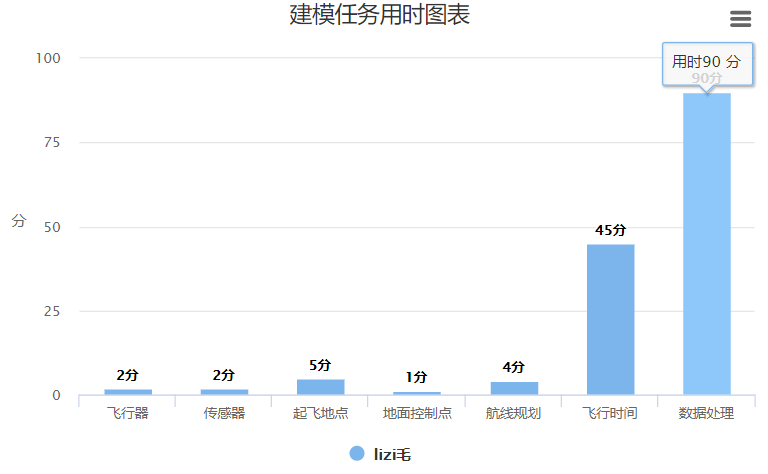 建模任务用时图表
100
75
50
25
0
分
用时90 分
90分
45分
2分
2分
5分
1分
4分
飞行器
传感器
起飞地点
地面控制点
航线规划
飞行时间
数据处理
lizi毛